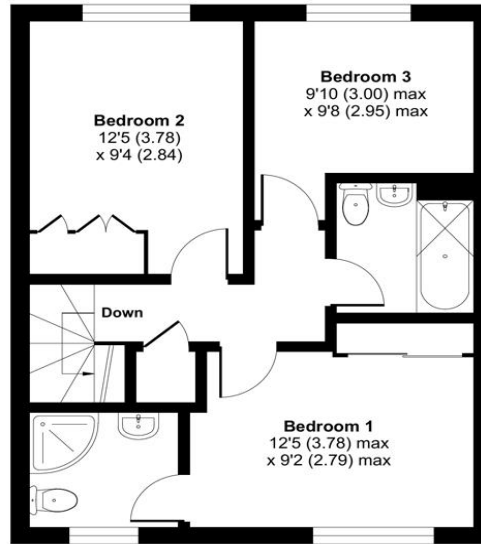 Bedroom 2
12'5 (3.78)
x 9'4 (2.84)
Bedroom 3
9'10 (3.00) max
x 9'8 (2.95) max
Down
Bedroom 1
12'5 (3.78) max
x 9'2 (2.79) max